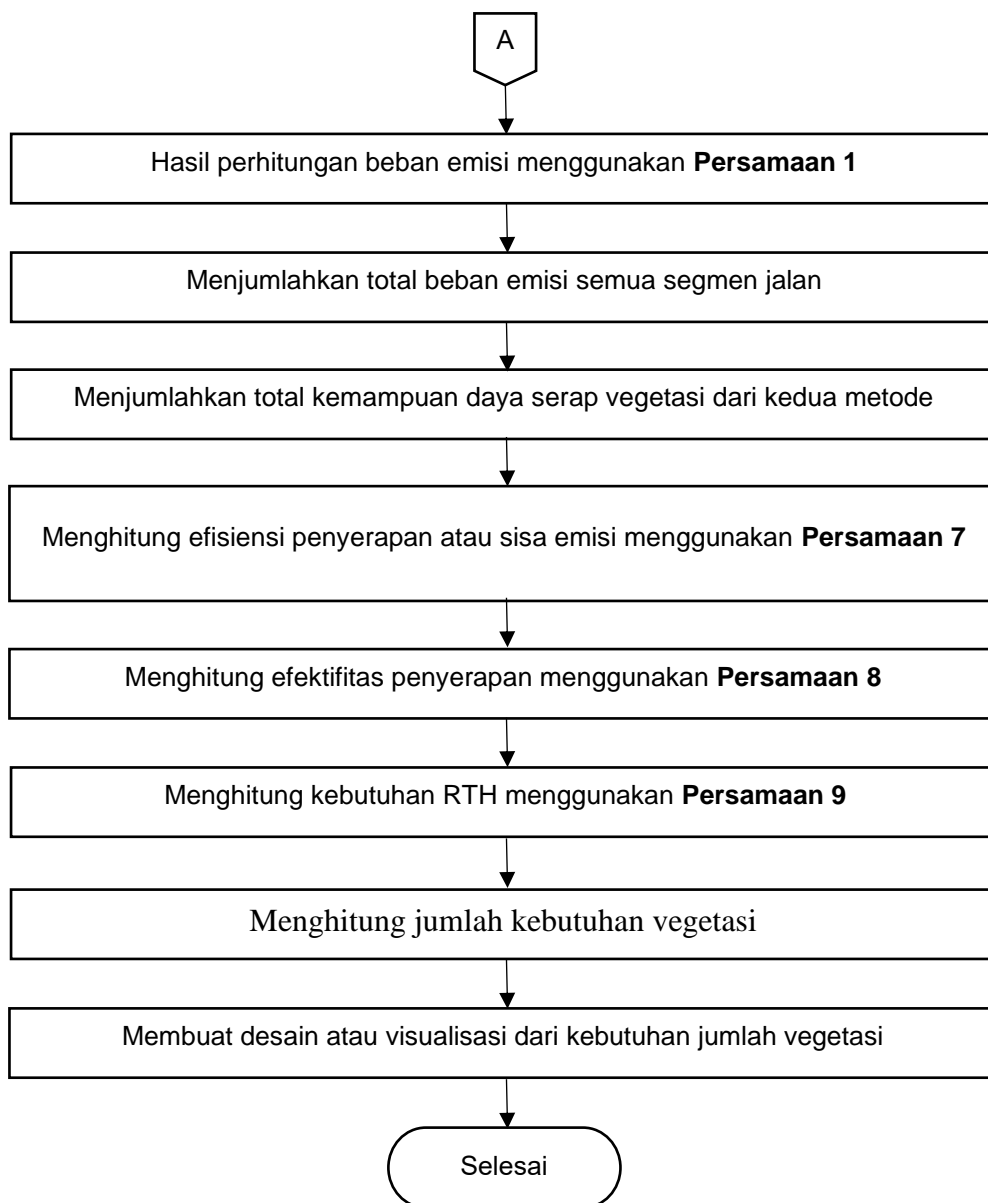 A
Hasil perhitungan beban emisi menggunakan Persamaan 1
Menjumlahkan total beban emisi semua segmen jalan
Menjumlahkan total kemampuan daya serap vegetasi dari kedua metode
Menghitung efisiensi penyerapan atau sisa emisi menggunakan Persamaan 7
Menghitung efektifitas penyerapan menggunakan Persamaan 8
Menghitung kebutuhan RTH menggunakan Persamaan 9
Menghitung jumlah kebutuhan vegetasi
Membuat desain atau visualisasi dari kebutuhan jumlah vegetasi
Selesai